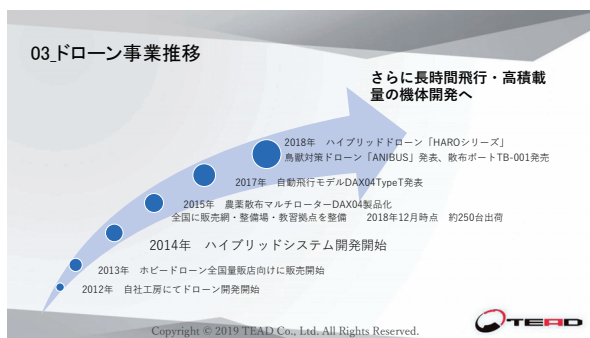 03_ドローン事業推移
さらに長時間飛行・高積載
量の機体開発へ
2018年　ハイブリッドドローン「HAROシリーズ」
鳥獣対策ドローン「ANIBUS」発表、散布ボートTB-001発売
2017年　自動飛行モデルDAX04TypeT発表
2015年　農薬散布マルチローターDAX04製品化
全国に販売網・整備場・教習拠点を整備　　2018年12月時点　約250台出荷
2014年　ハイブリッドシステム開発開始
2013年　ホビードローン全国量販店向けに販売開始
2012年　自社工房にてドローン開発開始
Copyright © 2019 TEAD Co., Ltd. All Rights Reserved.
TEAD